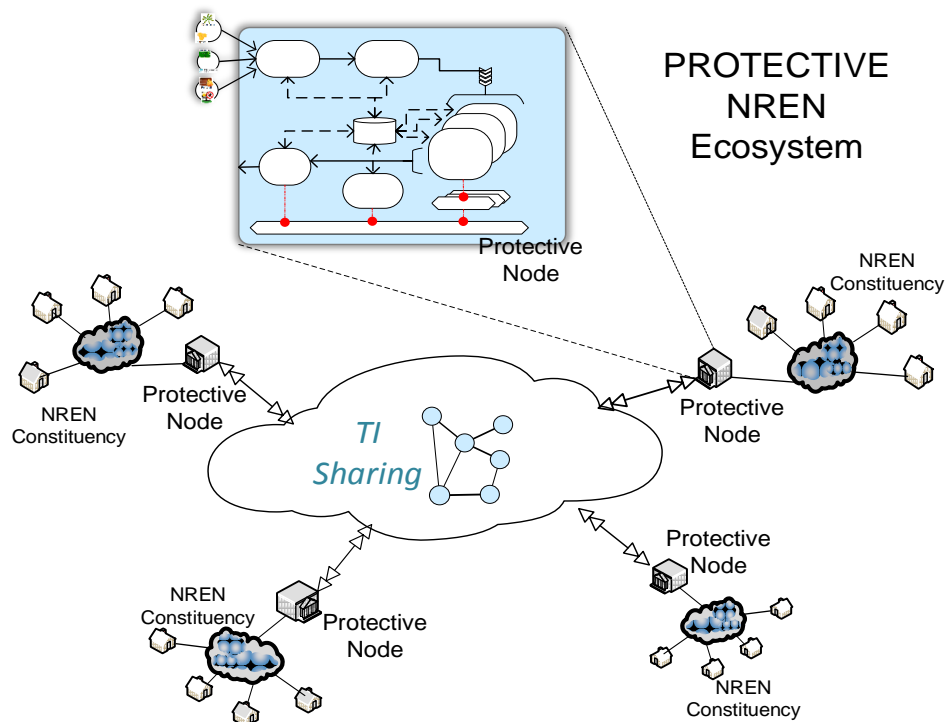 PROTECTIVE
NREN
Ecosystem
Protective
Node
NREN
Constituency
Protective
Node
NREN
Constituency
Protective
Node
TI
Sharing
Protective
Node
NREN
Constituency
Protective
Node
NREN
Constituency